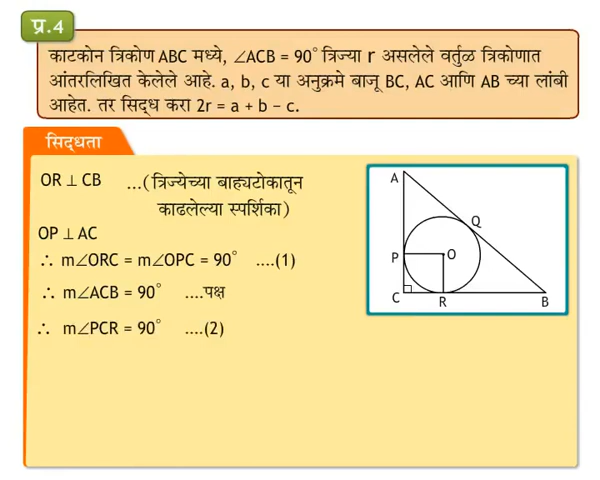 प्र.4
काटकोन त्रिकोण ABC मध्ये, ∠ACB = 90° त्रिज्या r असलेले वर्तुळ त्रिकोणात
आंतरलिखित केलेले आहे. a, b, c या अनुक्रमे बाजू BC, AC आणि AB च्या लांबी
आहेत. तर सिद्ध करा 2r = a + b – c.
सिद्धता
OR ⊥ CB ...(त्रिज्येच्या बाह्यटोकातून
काढलेल्या स्पर्शिका)
OP ⊥ AC
∴ m∠ORC = m∠OPC = 90° ....(1)
∴ m∠ACB = 90° ....पक्ष
∴ m∠PCR = 90° ....(2)
A
Q
P
O
C
R
B